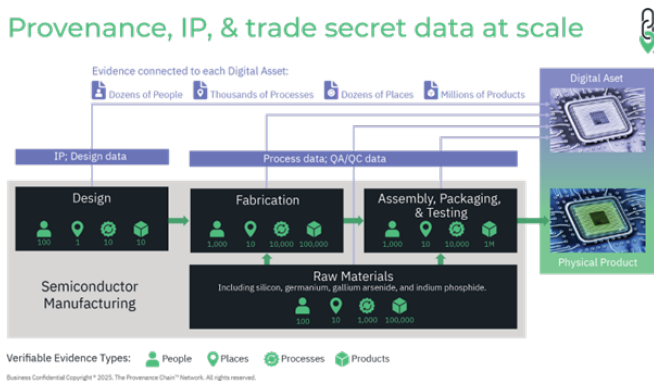 Provenance, IP, & trade secret data at scale
Evidence connected to each Digital Asset:
Dozens of People Thousands of Processes Dozens of Places Millions of Products
Digital Aset
IP; Design data
Process data; QA/QC data
Design
100 1 10 10
Fabrication
1,000 10 10,000 100,000
Assembly, Packaging,
& Testing
1,000 10 10,000 1M
Physical Product
Semiconductor
Manufacturing
Raw Materials
Including silicon, germanium, gallium arsenide, and indium phosphide.
100 10 1,000 100,000
Verifiable Evidence Types: People Places Processes Products
Business Confidential Copyright © 2025. The Provenance Chain™ Network. All rights reserved.